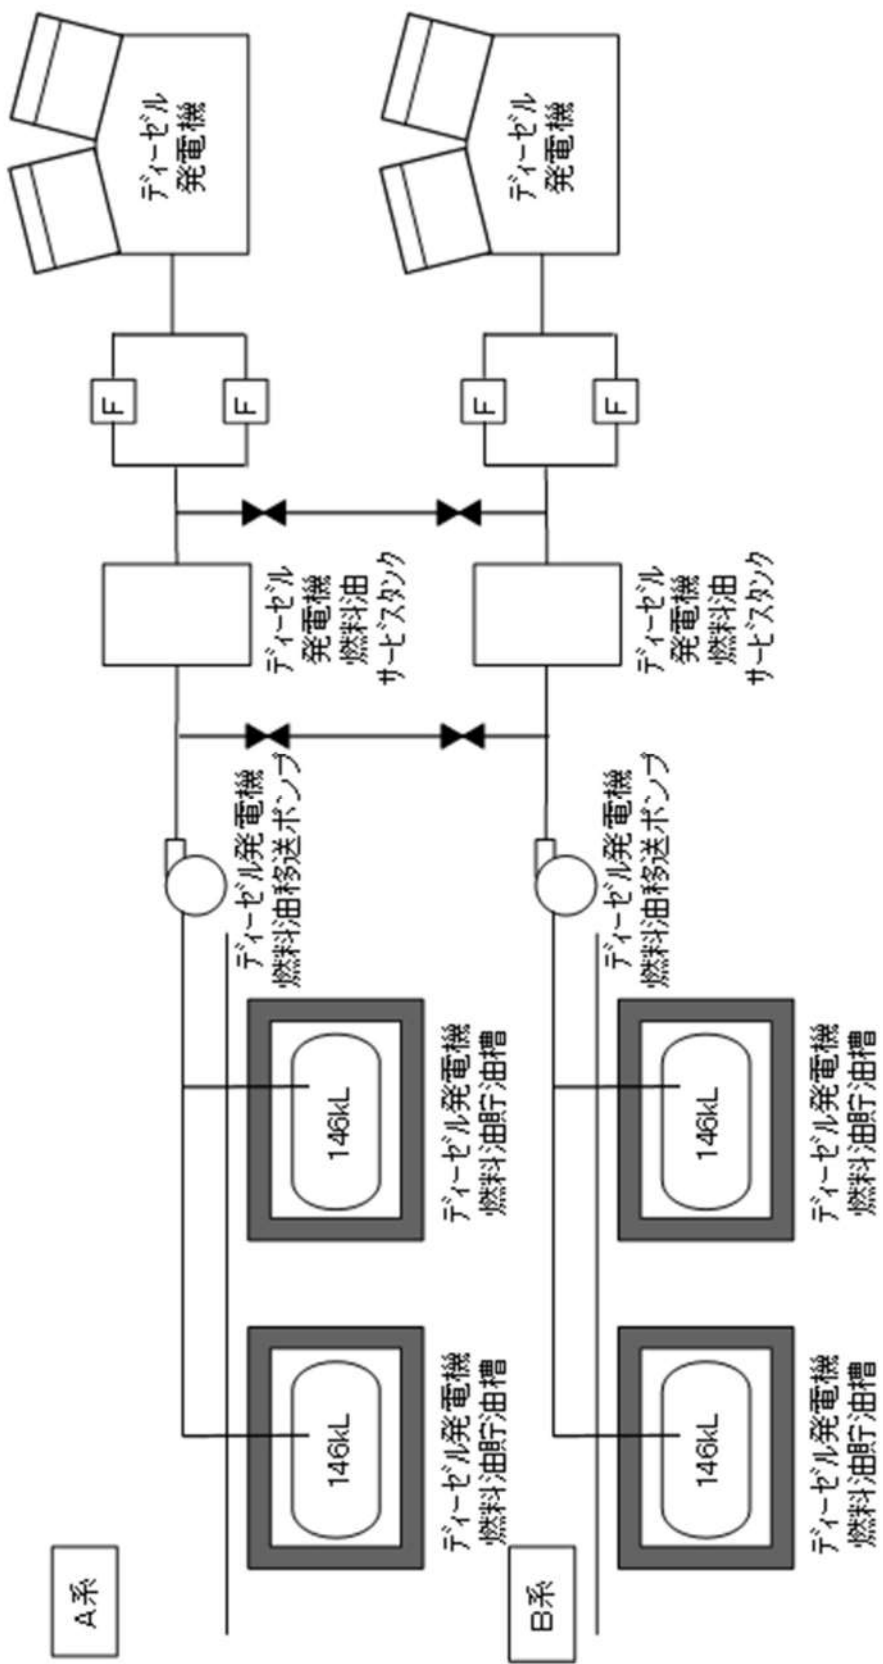 A系
146kL
ディーゼル発電機
燃料油貯油槽
146kL
ディーゼル発電機
燃料油貯油槽
ディーゼル発電機
燃料油移送ポンプ
ディーゼル
発電機
燃料油
サービスタンク
F
F
ディーゼル
発電機
B系
146kL
ディーゼル発電機
燃料油貯油槽
146kL
ディーゼル発電機
燃料油貯油槽
ディーゼル発電機
燃料油移送ポンプ
ディーゼル
発電機
燃料油
サービスタンク
F
F
ディーゼル
発電機